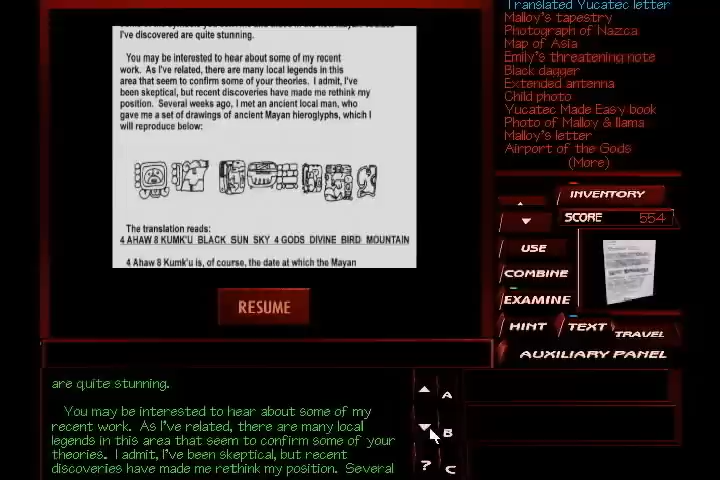 I've discovered are quite stunning.
You may be interested to hear about some of my recent
work. As I've related, there are many local legends in this
area that seem to confirm some of your theories. I admit, I've
been skeptical, but recent discoveries have made me rethink my
position. Several weeks ago, I met an ancient local man, who
gave me a set of drawings of ancient Mayan hieroglyphs, which I
will reproduce below:
The translation reads:
4 AHAW 8 KUMK'U BLACK SUN SKY 4 GODS DIVINE BIRD MOUNTAIN
4 Ahaw 8 Kumk'u is, of course, the date at which the Mayan
RESUME
are quite stunning.
You may be interested to hear about some of my
recent work. As I've related, there are many local
legends in this area that seem to confirm some of your
theories. I admit, I've been skeptical, but recent
discoveries have made me rethink my position. Several
A
B
? C
Translated Yucatec letter
Malloy's tapestry
Photograph of Nazca
Map of Asia
Emily's threatening note
Black dagger
Extended antenna
Child photo
Yucatec Made Easy book
Photo of Malloy & llama
Malloy's letter
Airport of the Gods
(More)
INVENTORY
SCORE 554
USE
COMBINE
EXAMINE
HINT TEXT TRAVEL
AUXILIARY PANEL